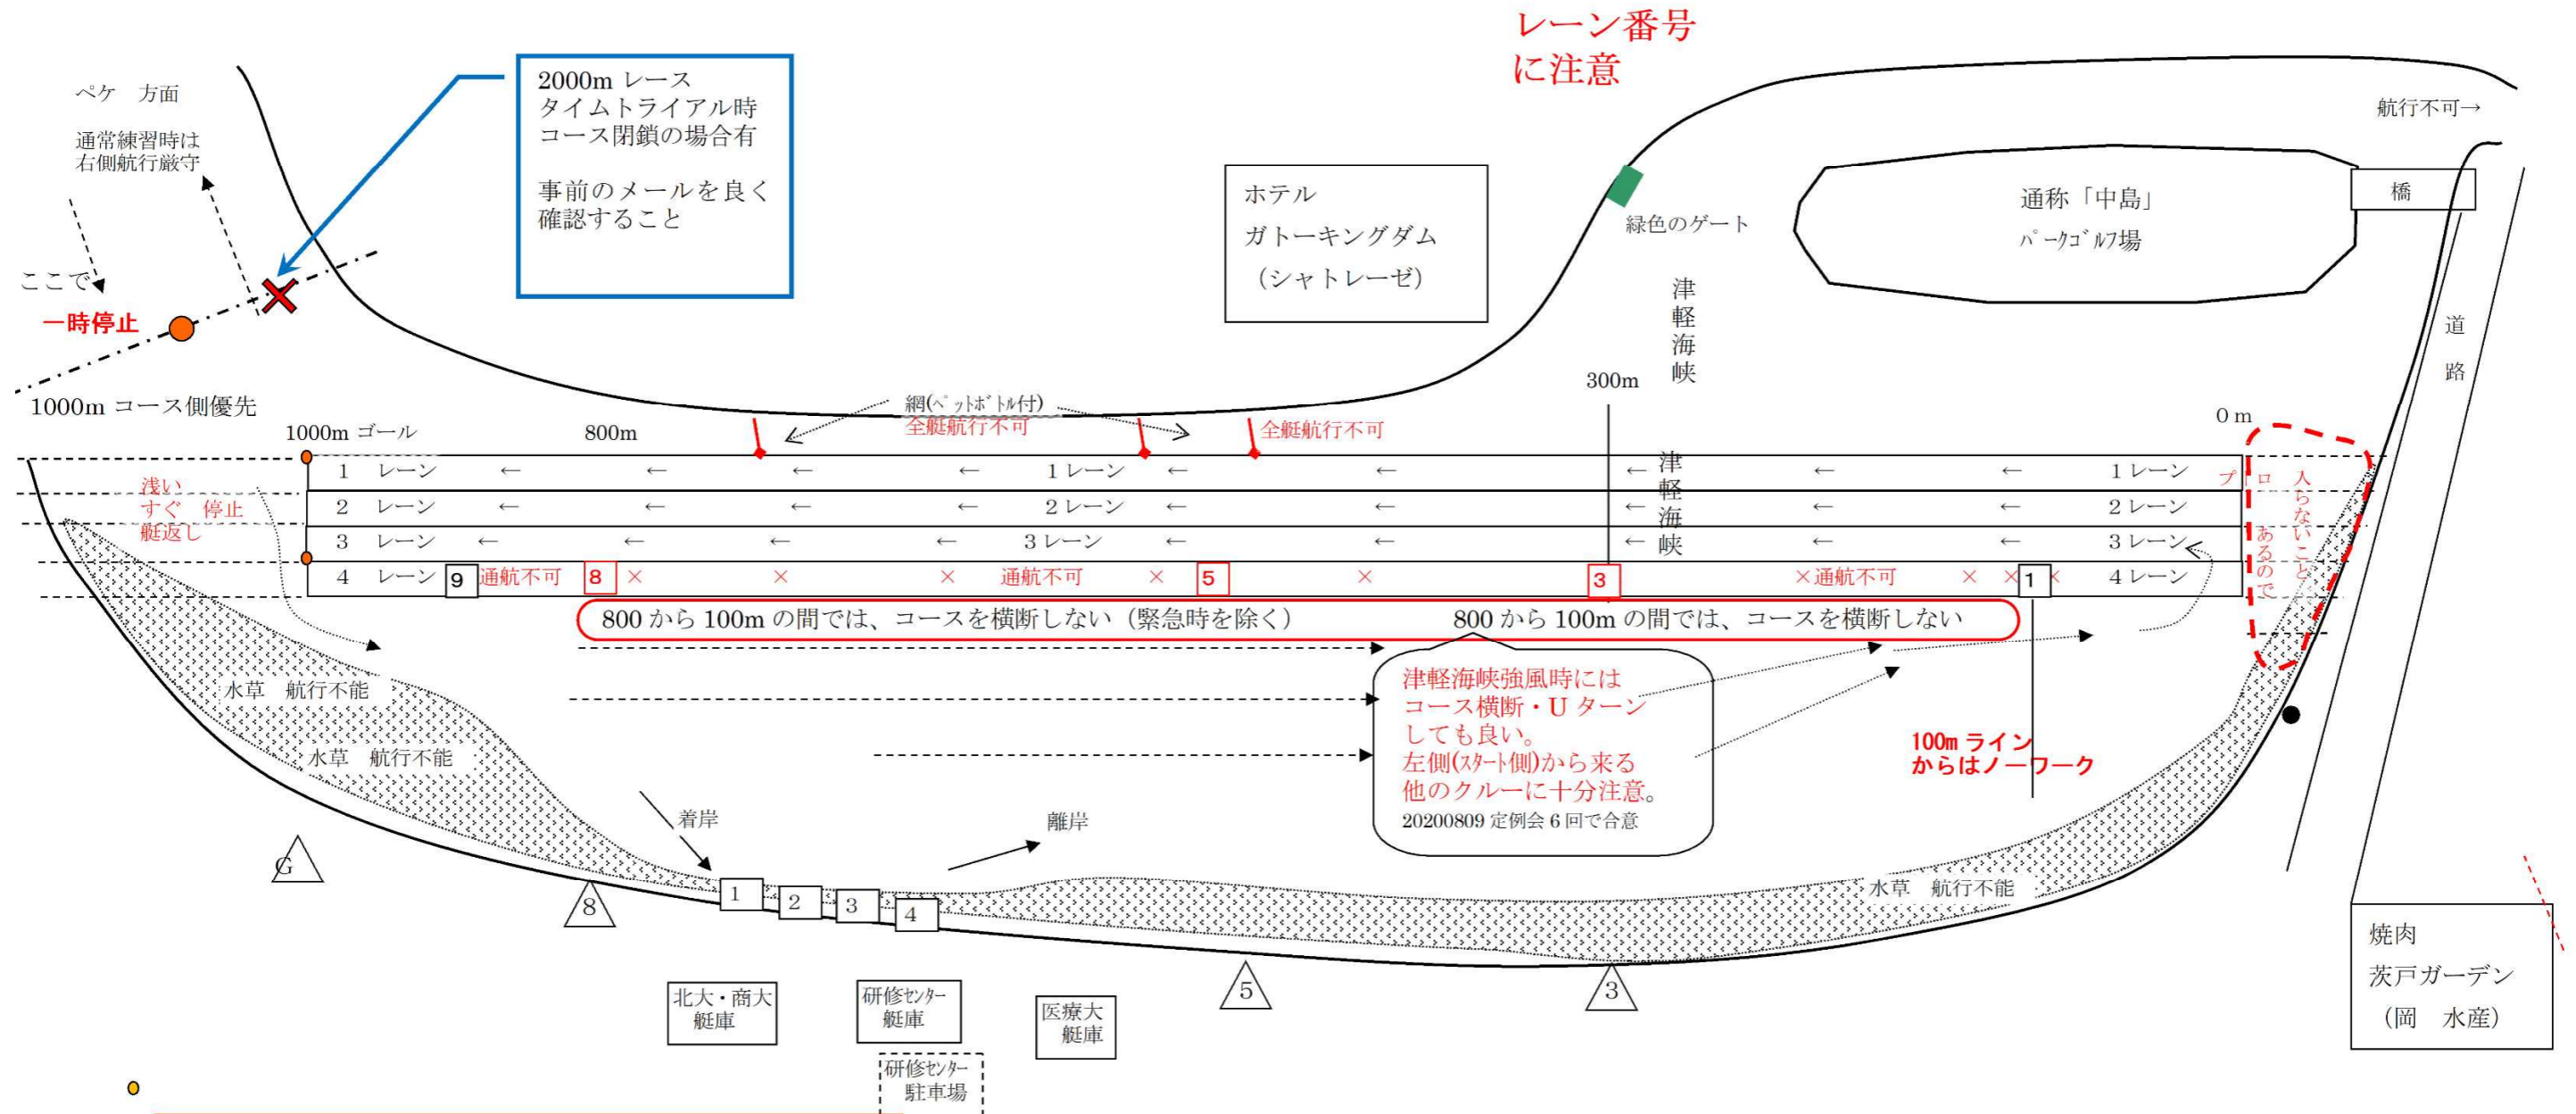 レーン番号
に注意
ペケ　方面
通常練習時は
右側航行厳守
ここで
一時停止
1000m コース側優先
2000m レース
タイムトライアル時
コース閉鎖の場合有
事前のメールを良く
確認すること
ホテル
ガトーキングダム
（シャトレーゼ）
緑色のゲート
津軽海峡
航行不可→
通称「中島」
パークゴルフ場
橋
道路
300m
0m
1000m ゴール
800m
網(ペットボトル付)
全艇航行不可
全艇航行不可
1 レーン ← ← ← ← 1レーン ← ← ← ← ← 1レーン
2 レーン ← ← ← ← 2レーン ← ← ← ← ← 2レーン
3 レーン ← ← ← ← 3レーン ← ← ← ← ← 3レーン
4 レーン 9 通航不可 8 × × × 通航不可 × 5 × 3 ×通航不可 × × 1 × 4レーン
津軽海峡
浅い
すぐ　停止
艇返し
プロ
あるので
入らないこと
800 から 100m の間では、コースを横断しない（緊急時を除く）
800 から 100m の間では、コースを横断しない
津軽海峡強風時には
コース横断・U ターン
しても良い。
左側(スタート側)から来る
他のクルーに十分注意。
20200809 定例会 6 回で合意
100m ライン
からはノーワーク
水草　航行不能
水草　航行不能
着岸
離岸
水草　航行不能
G
8
1
2
3
4
5
3
北大・商大
艇庫
研修センター
艇庫
医療大
艇庫
研修センター
駐車場
焼肉
茨戸ガーデン
（岡　水産）